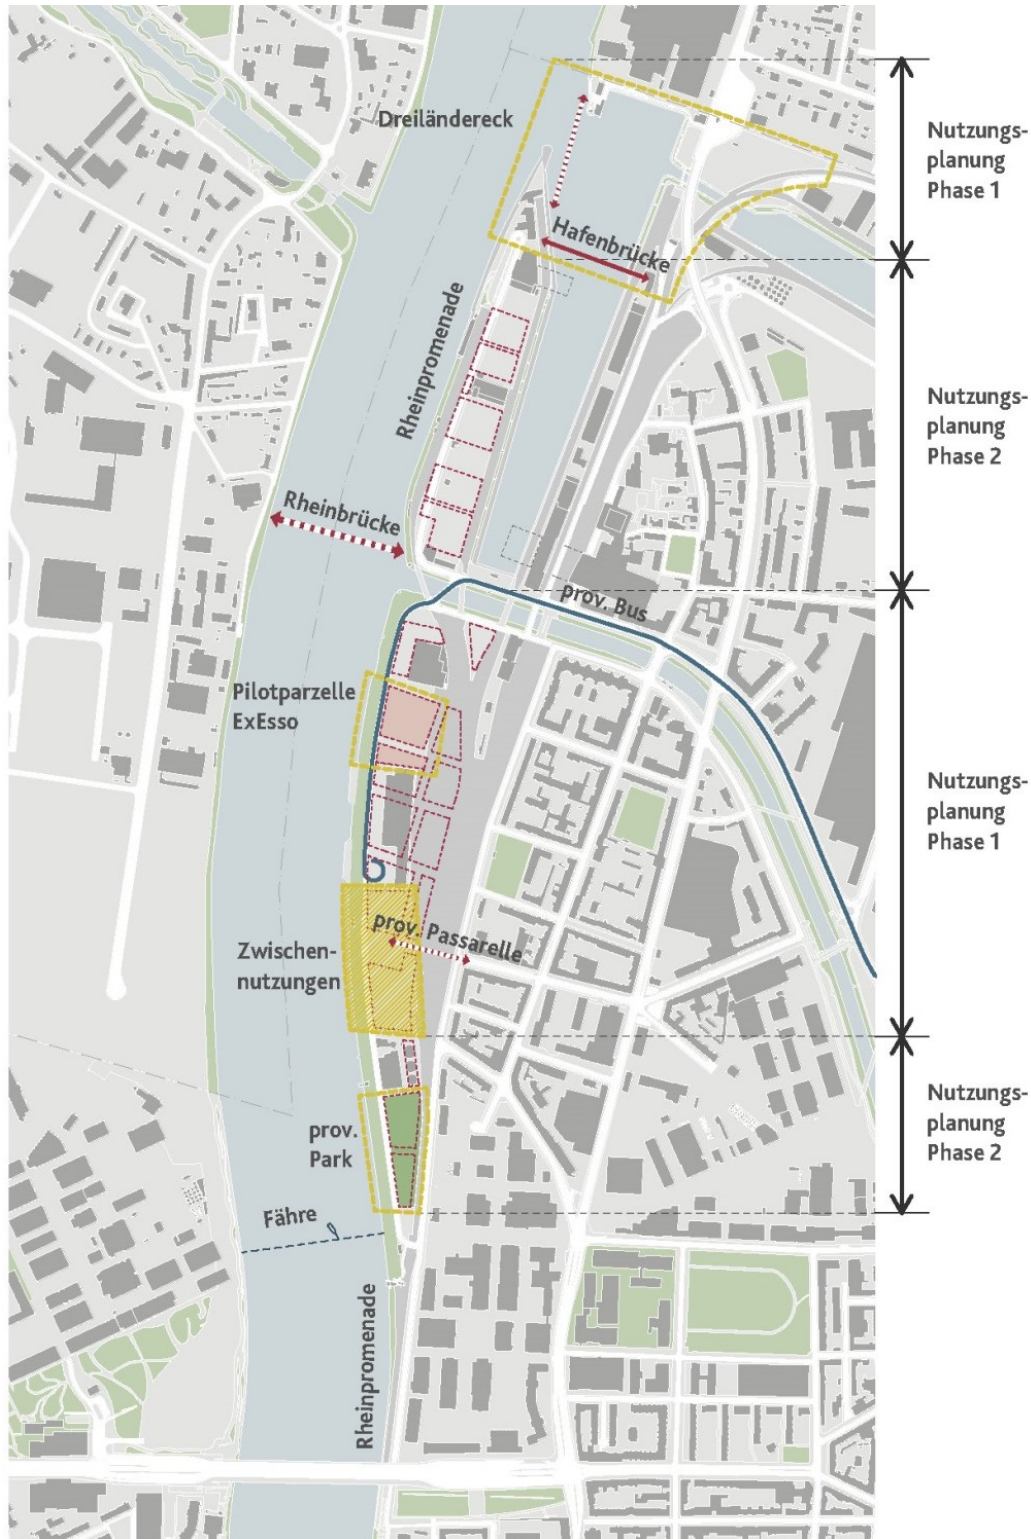 Dreiländereck
Nutzungs-
planung
Phase 1
Hafenbrücke
Rheinpromenade
Nutzungs-
planung
Phase 2
Rheinbrücke
prov. Bus
Pilotparzelle
ExEsso
Nutzungs-
planung
Phase 1
prov. Passarelle
Zwischen-
nutzungen
Nutzungs-
planung
Phase 2
prov.
Park
Fähre
Rheinpromenade